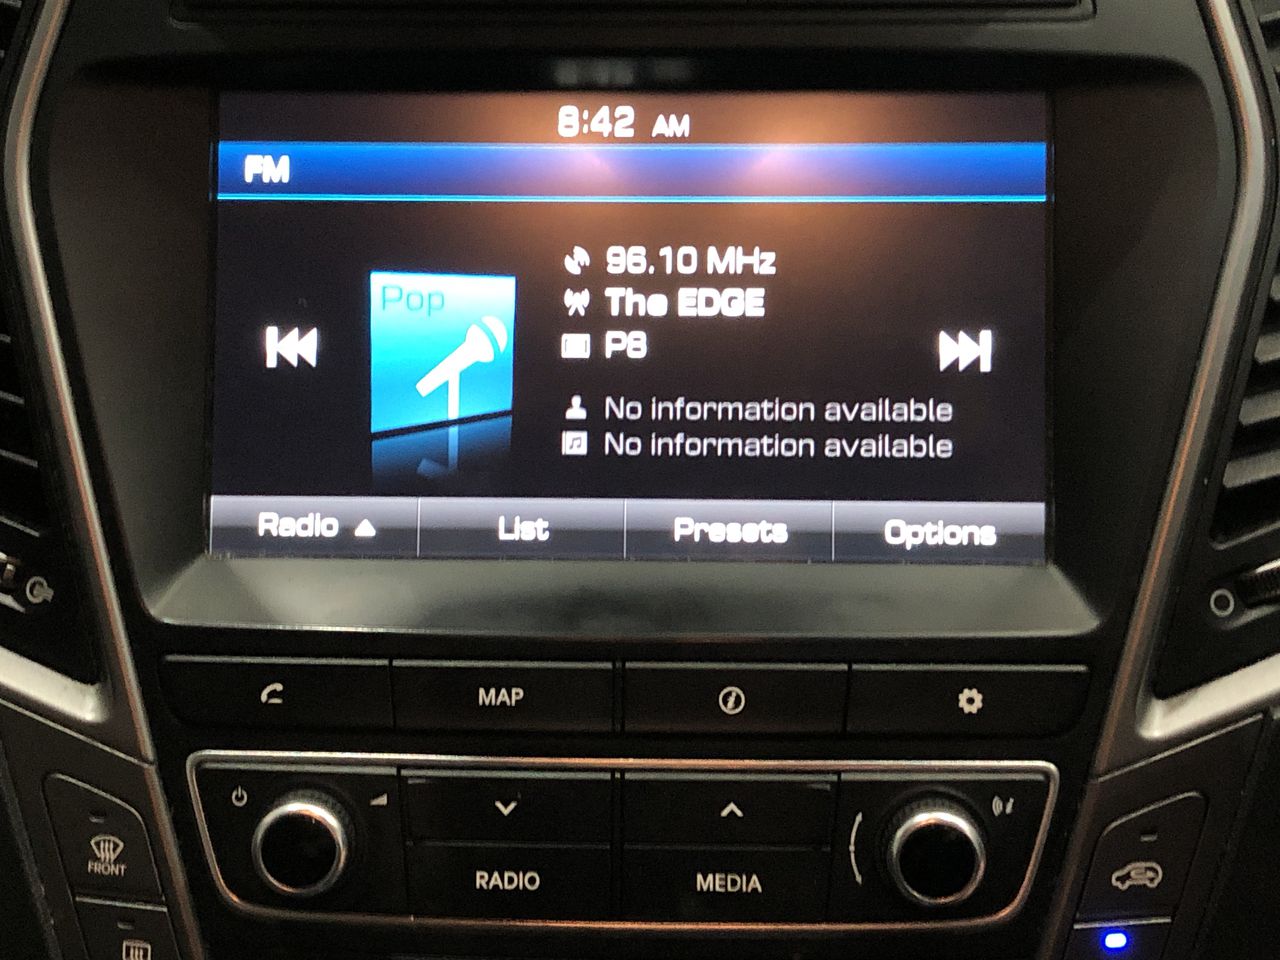 8:42 AM
FM
Pop
96.10 MHz
The EDGE
P8
No information available
No information available
Radio
List
Presets
Options
MAP
RADIO
MEDIA
FRONT